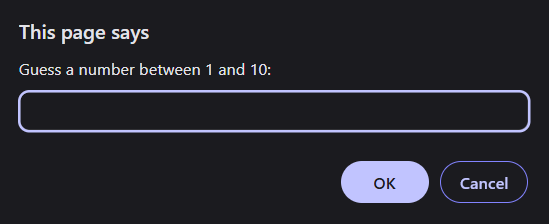 This page says
Guess a number between 1 and 10:
OK
Cancel